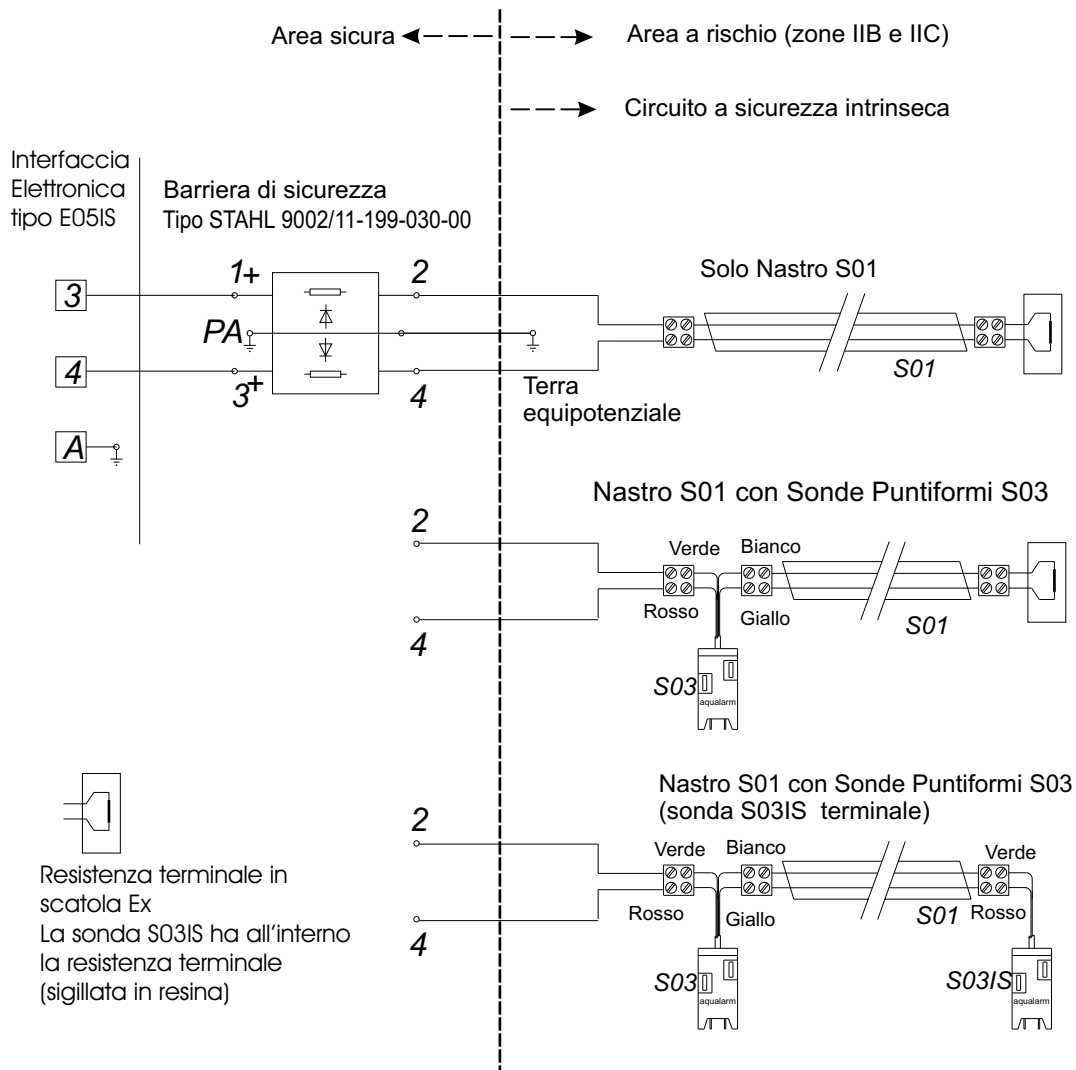 Area sicura
Area a rischio (zone IIB e IIC)
Circuito a sicurezza intrinseca
Interfaccia
Elettronica
tipo E05IS
Barriera di sicurezza
Tipo STAHL 9002/11-199-030-00
Solo Nastro S01
3
1+
2
PA
4
3+
4
S01
Terra
equipotenziale
A
Nastro S01 con Sonde Puntiformi S03
2
Verde
Bianco
Rosso
Giallo
S01
4
S03
aqualarm
Nastro S01 con Sonde Puntiformi S03
(sonda S03IS terminale)
2
Verde
Bianco
Verde
Rosso
Giallo
S01
Rosso
4
S03
aqualarm
S03IS
aqualarm
Resistenza terminale in
scatola Ex
La sonda S03IS ha all'interno
la resistenza terminale
(sigillata in resina)